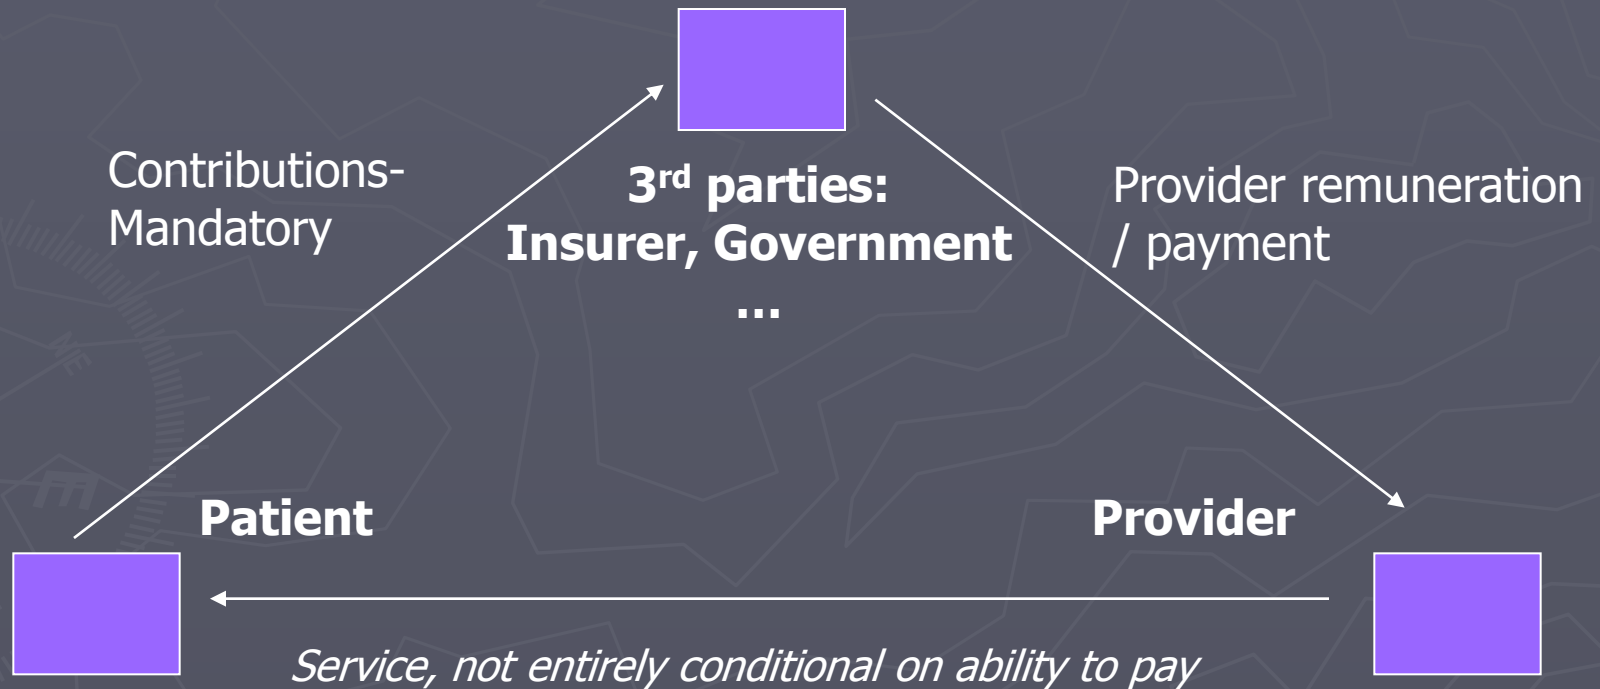 Contributions-
Mandatory
3rd parties:
Insurer, Government
...
Provider remuneration
/ payment
Patient
Provider
Service, not entirely conditional on ability to pay
NE
E